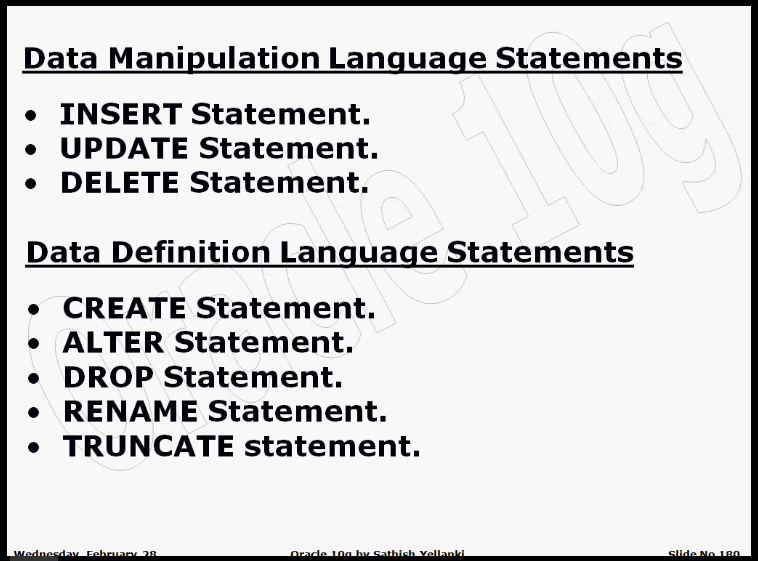 Data Manipulation Language Statements
• INSERT Statement.
• UPDATE Statement.
• DELETE Statement.
Data Definition Language Statements
• CREATE Statement.
• ALTER Statement.
• DROP Statement.
• RENAME Statement.
• TRUNCATE statement.
Oracle 10g
Wednesday, February 28 Oracle 10g by Sathish Yellanki Slide No 180